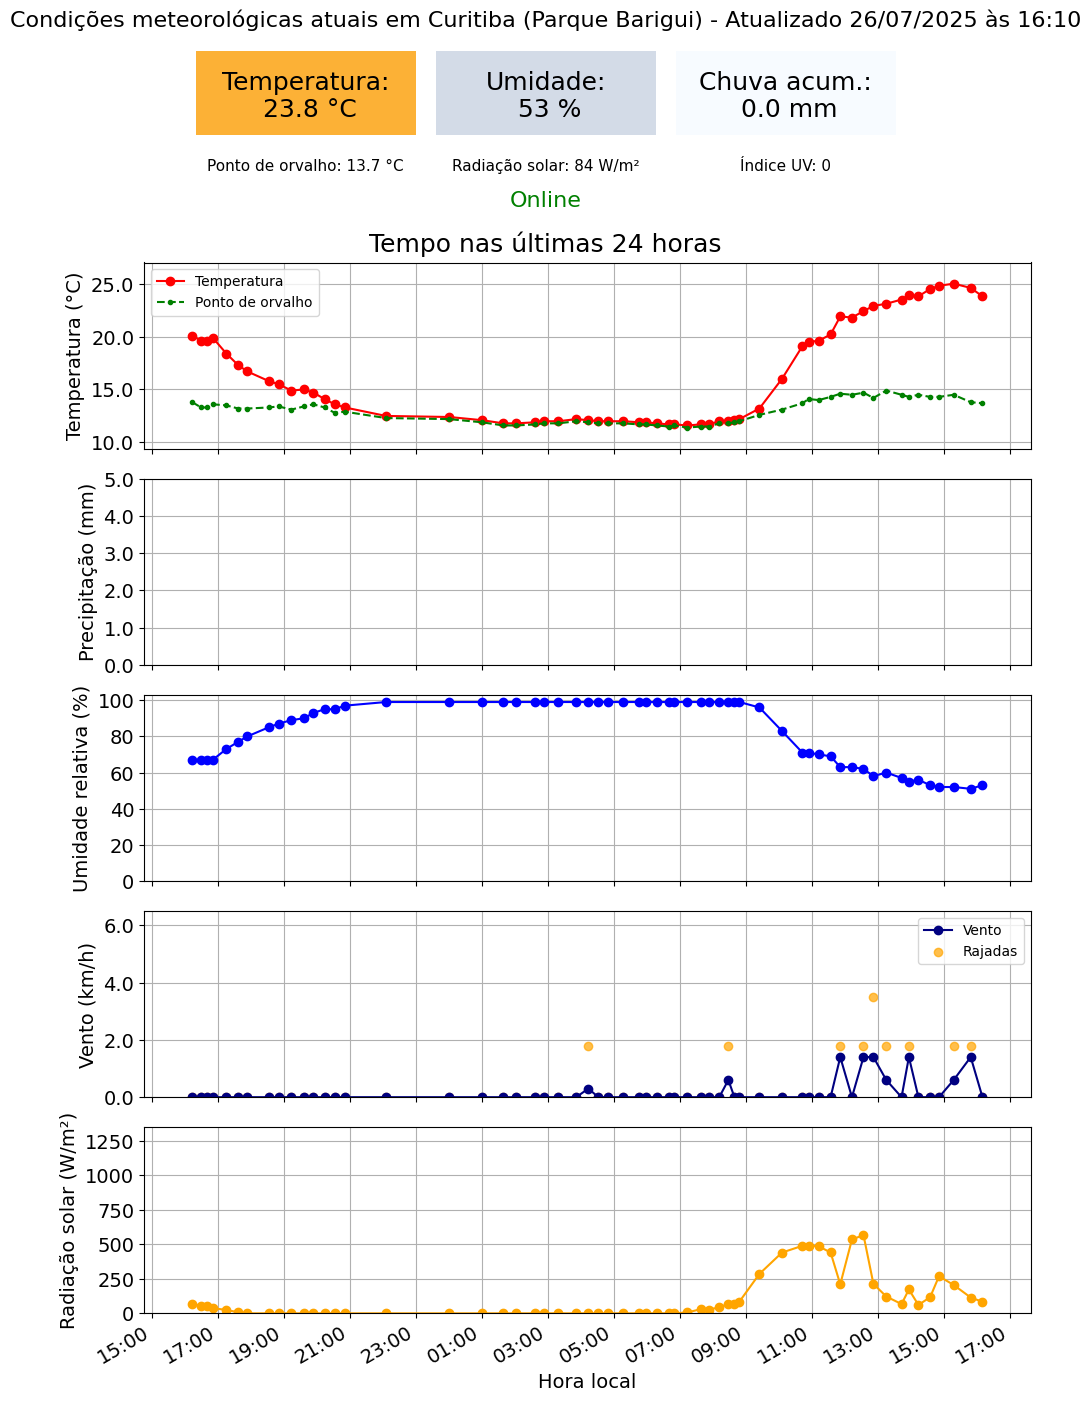 Condições meteorológicas atuais em Curitiba (Parque Barigui) - Atualizado 26/07/2025 às 16:10
Temperatura:
23.8 °C
Umidade:
53 %
Chuva acum.:
0.0 mm
Ponto de orvalho: 13.7 °C
Radiação solar: 84 W/m²
Índice UV: 0
Online
Tempo nas últimas 24 horas
Temperatura (°C)
25.0
20.0
15.0
10.0
Temperatura
Ponto de orvalho
Precipitação (mm)
5.0
4.0
3.0
2.0
1.0
0.0
Umidade relativa (%)
100
80
60
40
20
0
Vento (km/h)
6.0
4.0
2.0
0.0
Vento
Rajadas
Radiação solar (W/m²)
1250
1000
750
500
250
0
15:00
17:00
19:00
21:00
23:00
01:00
03:00
05:00
07:00
09:00
11:00
13:00
15:00
17:00
Hora local